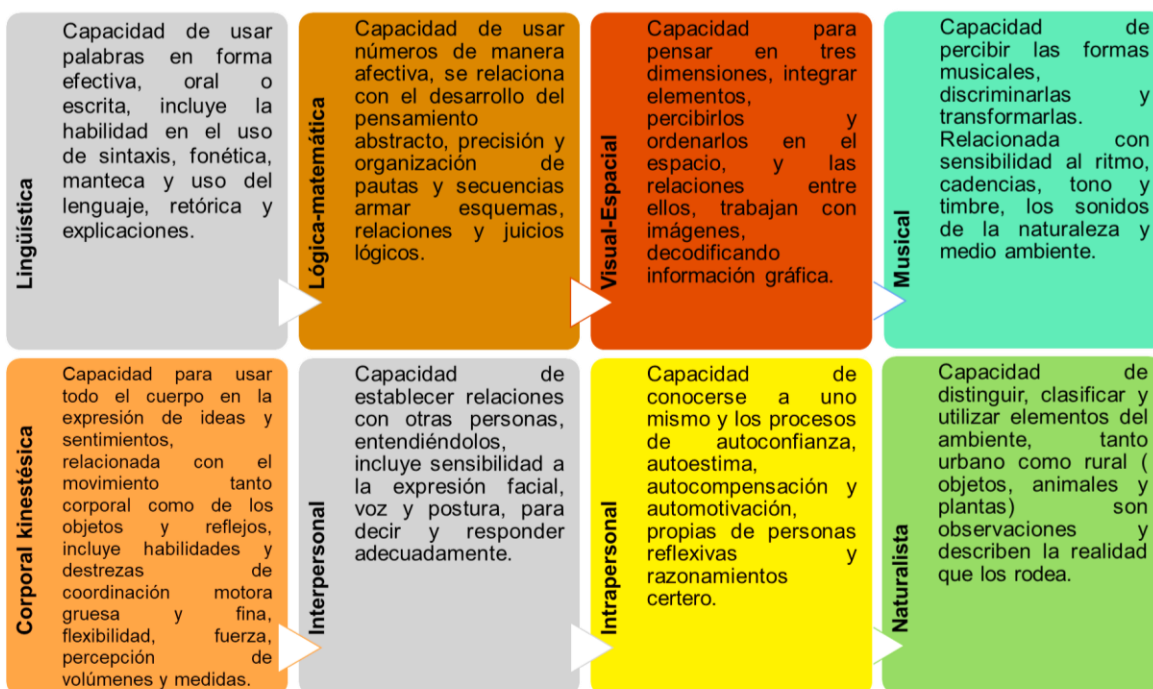 Lingüística
Capacidad de usar
palabras en forma
efectiva, oral o
escrita, incluye la
habilidad en el uso
de sintaxis, fonética,
manteca y uso del
lenguaje, retórica y
explicaciones.
Lógica-matemática
Capacidad de usar
números de manera
afectiva, se relaciona
con el desarrollo del
pensamiento
abstracto, precisión y
organización de
pautas y secuencias
armar esquemas,
relaciones y juicios
lógicos.
Visual-Espacial
Capacidad para
pensar en tres
dimensiones, integrar
elementos,
percibirlos y
ordenarlos en el
espacio, y las
relaciones entre
ellos, trabajan con
imágenes,
decodificando
información gráfica.
Musical
Capacidad de
percibir las formas
musicales,
discriminarlas y
transformarlas.
Relacionada con
sensibilidad al ritmo,
cadencias, tono y
timbre, los sonidos
de la naturaleza y
medio ambiente.
Corporal kinestésica
Capacidad para usar
todo el cuerpo en la
expresión de ideas y
sentimientos,
relacionada con el
movimiento tanto
corporal como de los
objetos y reflejos,
incluye habilidades y
destrezas de
coordinación motora
gruesa y fina,
flexibilidad, fuerza,
percepción de
volúmenes y medidas.
Interpersonal
Capacidad de
establecer relaciones
con otras personas,
entendiéndolos,
incluye sensibilidad a
la expresión facial,
voz y postura, para
decir y responder
adecuadamente.
Intrapersonal
Capacidad de
conocerse a uno
mismo y los procesos
de autoconfianza,
autoestima,
autocompensación y
automotivación,
propias de personas
reflexivas y
razonamientos
certero.
Naturalista
Capacidad de
distinguir, clasificar y
utilizar elementos del
ambiente, tanto
urbano como rural (
objetos, animales y
plantas) son
observaciones y
describen la realidad
que los rodea.